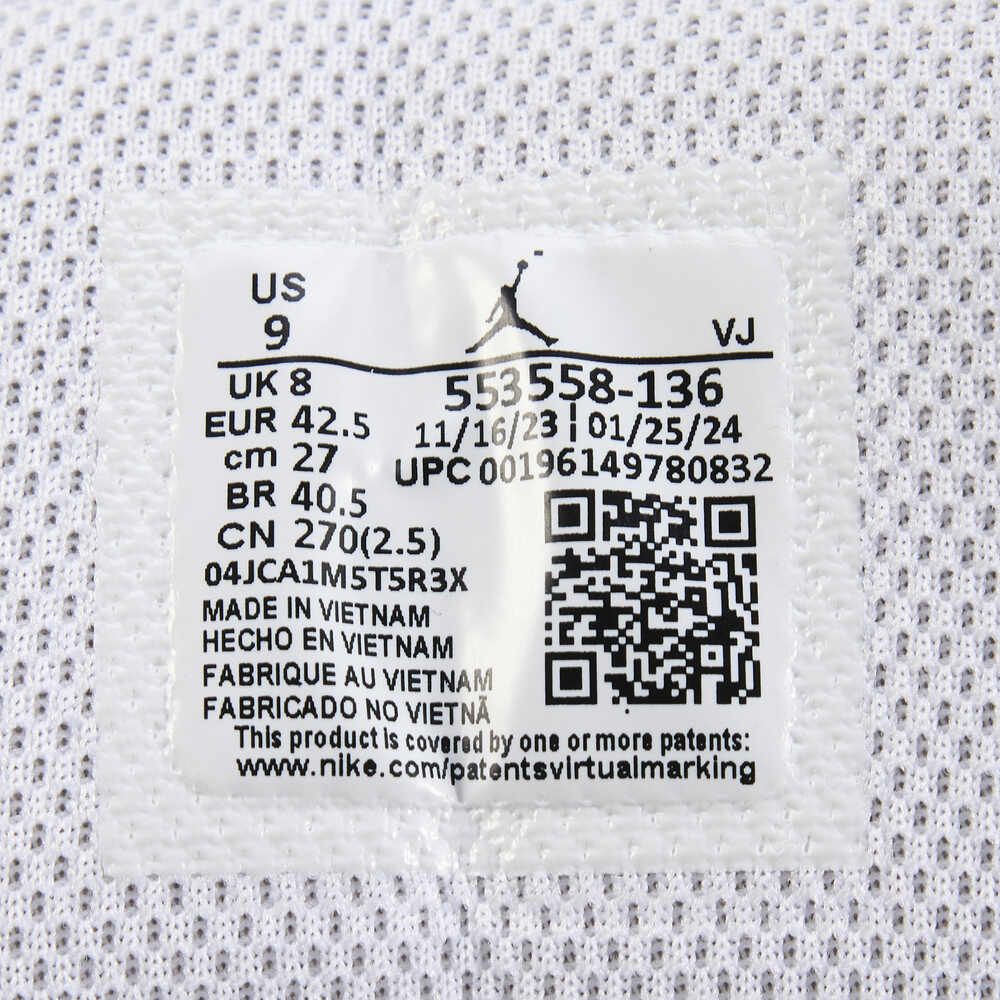 US
9
VJ
UK 8
553558-136
EUR 42.5
11/16/23 | 01/25/24
cm 27
UPC 00196149780832
BR 40.5
CN 270(2.5)
04JCA1M5T5R3X
MADE IN VIETNAM
HECHO EN VIETNAM
FABRIQUE AU VIETNAM
FABRICADO NO VIETNÃ
This product is covered by one or more patents:
www.nike.com/patentsvirtualmarking